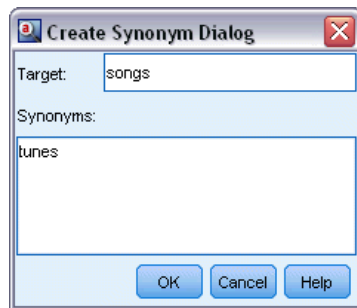 Create Synonym Dialog
Target: songs
Synonyms:
tunes
OK Cancel Help